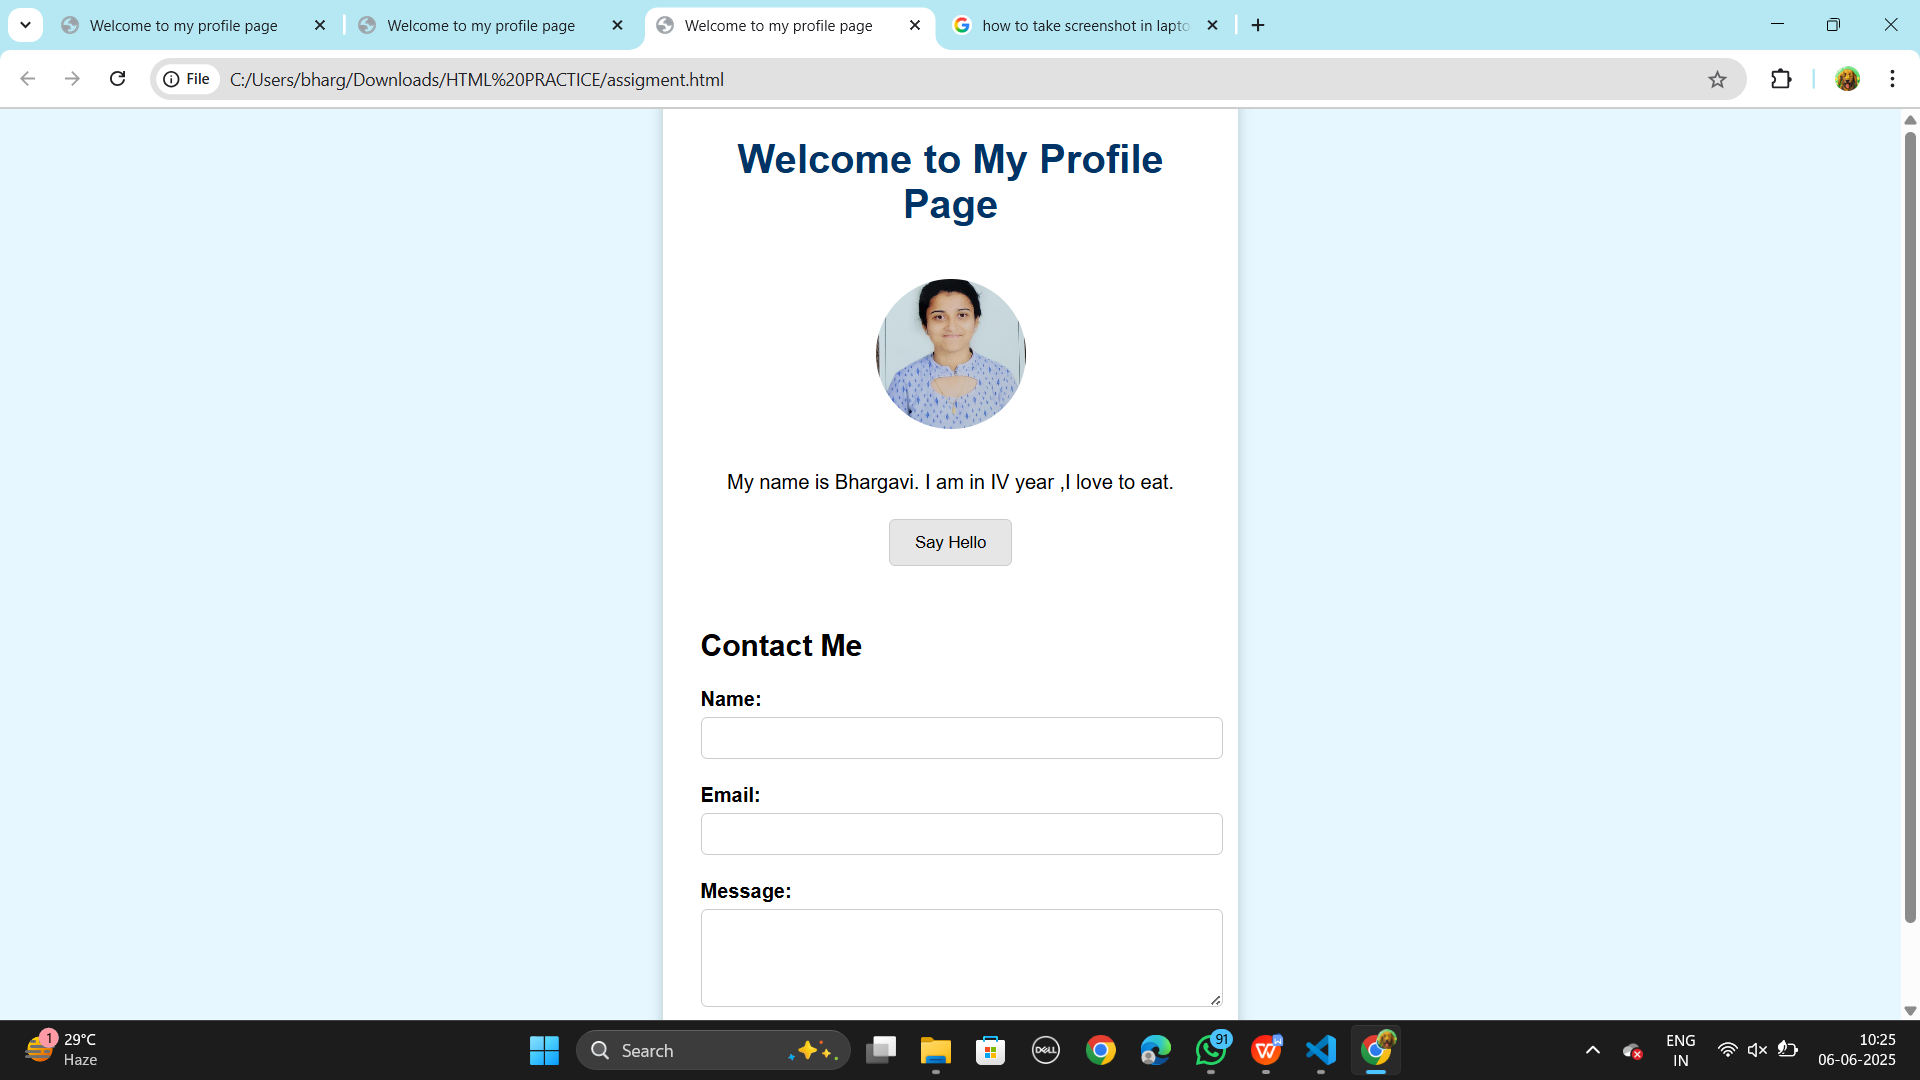 Welcome to my profile page
Welcome to my profile page
Welcome to my profile page
how to take screenshot in lapto
File
C:/Users/bharg/Downloads/HTML%20PRACTICE/assigment.html
Welcome to My Profile
Page
My name is Bhargavi. I am in IV year ,I love to eat.
Say Hello
Contact Me
Name:
Email:
Message:
1
29°C
Haze
Search
DELL
91
W
W
ENG
IN
10:25
06-06-2025